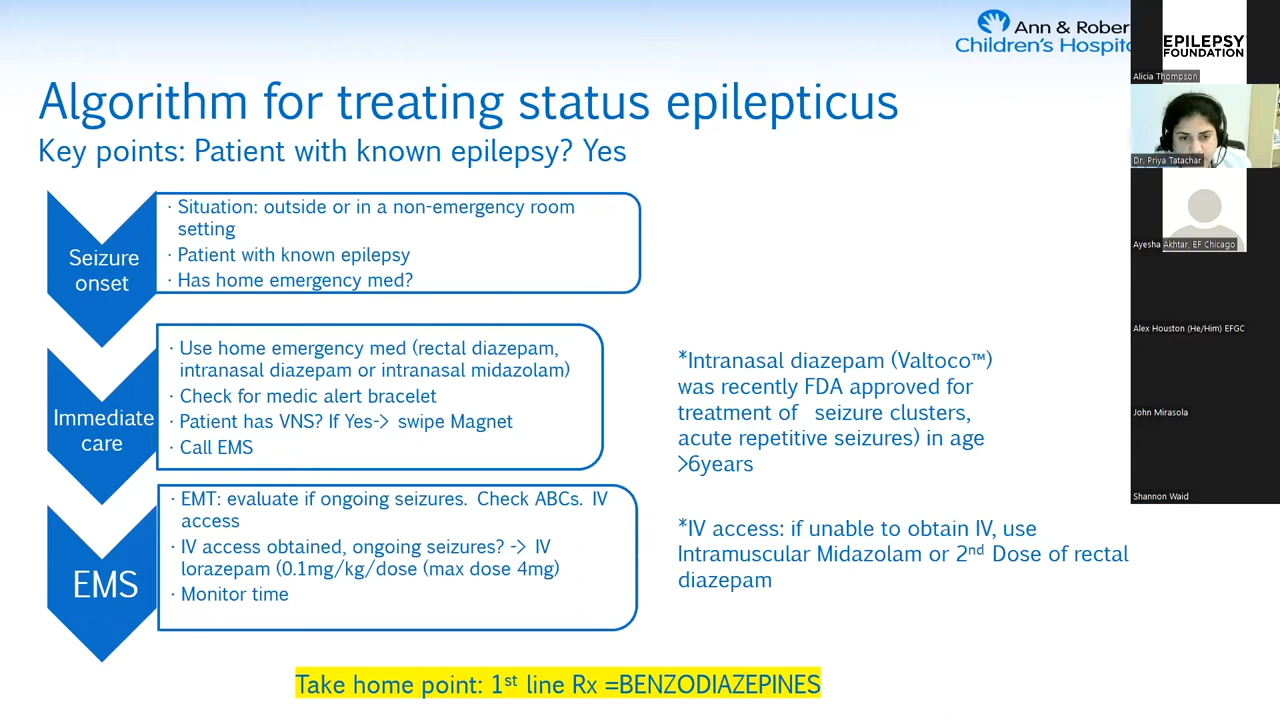 Ann & Rober
Children's Hospit
Algorithm for treating status epilepticus
Key points: Patient with known epilepsy? Yes
Seizure
onset
· Situation: outside or in a non-emergency room
setting
· Patient with known epilepsy
· Has home emergency med?
Immediate
care
· Use home emergency med (rectal diazepam,
intranasal diazepam or intranasal midazolam)
· Check for medic alert bracelet
· Patient has VNS? If Yes-> swipe Magnet
· Call EMS
EMS
· EMT: evaluate if ongoing seizures. Check ABCs. IV
access
· IV access obtained, ongoing seizures? -> IV
lorazepam (0.1mg/kg/dose (max dose 4mg)
· Monitor time
*Intranasal diazepam (Valtoco™)
was recently FDA approved for
treatment of seizure clusters,
acute repetitive seizures) in age
>6years
*IV access: if unable to obtain IV, use
Intramuscular Midazolam or 2nd Dose of rectal
diazepam
Take home point: 1st line Rx =BENZODIAZEPINES
EPILEPSY
FOUNDATION
Alicia Thompson
Dr. Priya Tatachar
Ayesha Akhtar, EF Chicago
Alex Houston (He/Him) EFGC
John Mirasola
Shannon Waid